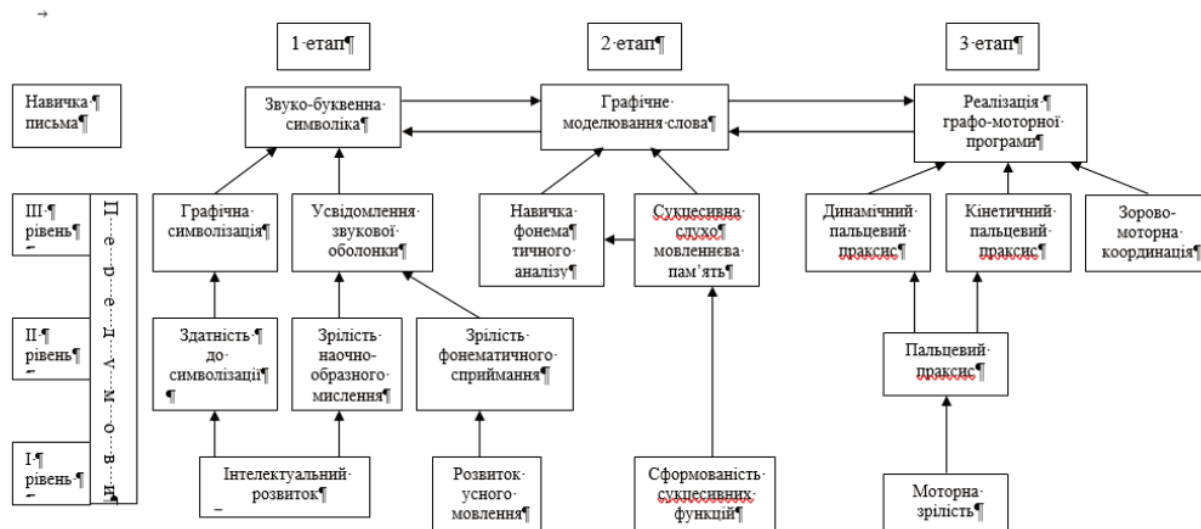 1 етап¶
2 етап¶
3 етап¶
Навичка ¶
письма¶
Звуко-буквенна
символіка¶
Графічне
моделювання слова¶
Реалізація ¶
графо-моторної
програми¶
ІІІ ¶
рівень¶
Передумови¶
Графічна
символізація¶
Усвідомлення
звукової
оболонки¶
Навичка
фонема
тичного
аналізу¶
Сукцесивна
слухо¶
мовленнєва
пам’ять¶
Динамічний
пальцевий
праксис¶
Кінетичний
пальцевий
праксис¶
Зорово-
моторна
координація¶
ІІ ¶
рівень¶
Здатність ¶
до
символізації¶
¶
Зрілість
наочно-
образного
мислення¶
Зрілість
фонематичного
сприймання¶
Пальцевий
праксис¶
І ¶
рівень¶
Інтелектуальний
розвиток¶
Розвиток
усного
мовлення¶
Сформованість
сукцесивних
функцій¶
Моторна
зрілість¶